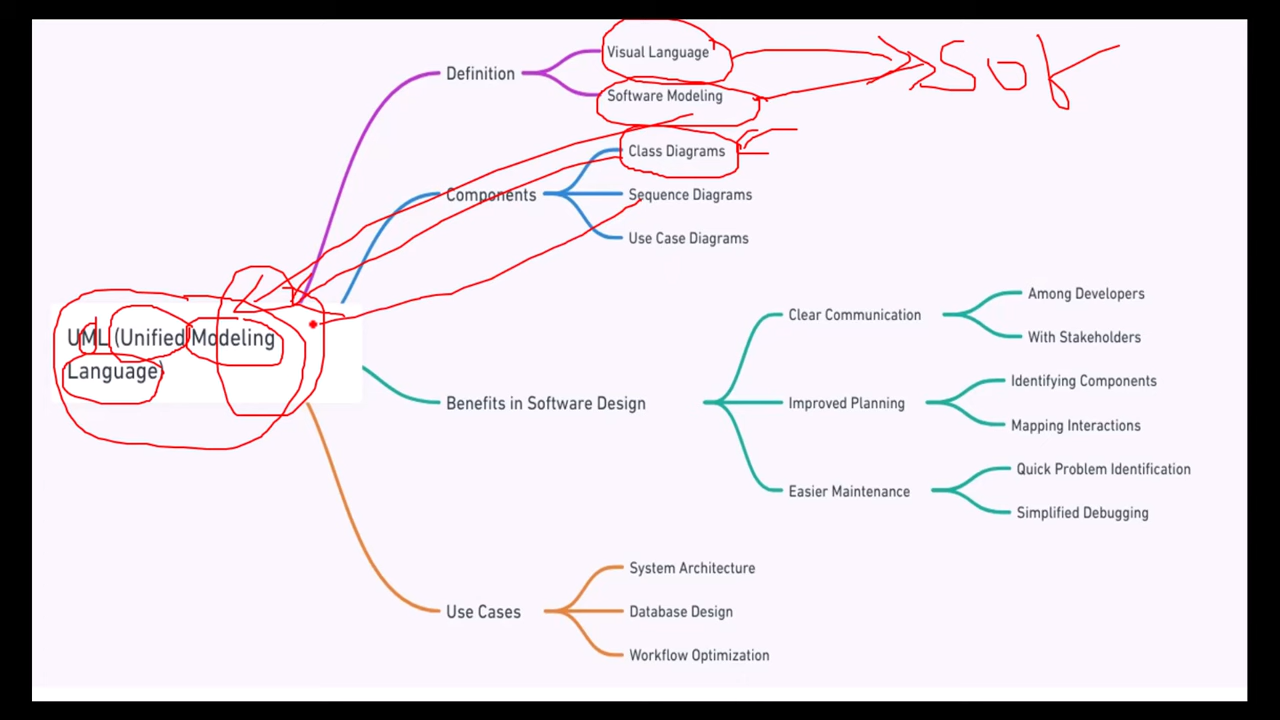 Visual Language
Definition
Software Modeling
Class Diagrams
Components
Sequence Diagrams
Use Case Diagrams
UML (Unified Modeling
Language)
Among Developers
Clear Communication
With Stakeholders
Identifying Components
Benefits in Software Design
Improved Planning
Mapping Interactions
Quick Problem Identification
Easier Maintenance
Simplified Debugging
System Architecture
Use Cases
Database Design
Workflow Optimization